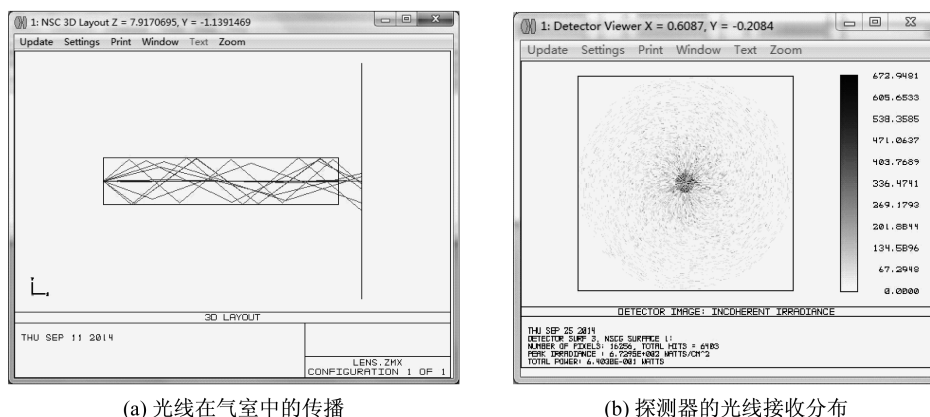 1: NSC 3D Layout Z = 7.9170695, Y = -1.1391469
Update Settings Print Window Text Zoom
3D LAYOUT
THU SEP 11 2014
LENS.ZMX
CONFIGURATION 1 OF 1
(a) 光线在气室中的传播
1: Detector Viewer X = 0.6087, Y = -0.2084
Update Settings Print Window Text Zoom
672.9481
605.6533
538.3585
471.0637
403.7689
336.4741
269.1793
201.8844
134.5896
67.2948
0.0000
DETECTOR IMAGE: INCOHERENT IRRADIANCE
THU SEP 25 2014
DETECTOR SURF 3, NSCG SURFACE 1:
NUMBER OF PIXELS: 16256, TOTAL HITS = 6403
PEAK IRRADIANCE : 6.7295E+002 WATTS/CM^2
TOTAL POWER: 6.4030E-001 WATTS
(b) 探测器的光线接收分布